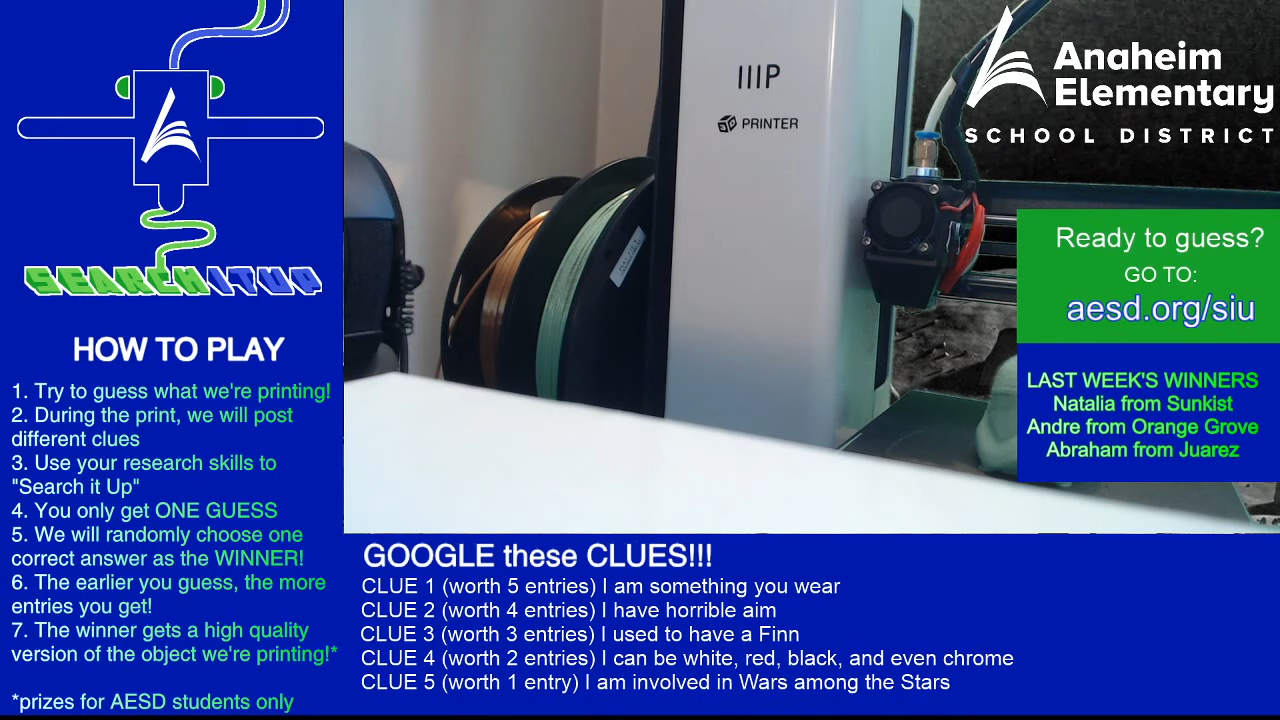 SEARCHITUP
HOW TO PLAY
1. Try to guess what we're printing!
2. During the print, we will post
different clues
3. Use your research skills to
"Search it Up"
4. You only get ONE GUESS
5. We will randomly choose one
correct answer as the WINNER!
6. The earlier you guess, the more
entries you get!
7. The winner gets a high quality
version of the object we're printing!*
*prizes for AESD students only
IIIP
PRINTER
Anaheim
Elementary
SCHOOL DISTRICT
Ready to guess?
GO TO:
aesd.org/siu
LAST WEEK'S WINNERS
Natalia from Sunkist
Andre from Orange Grove
Abraham from Juarez
GOOGLE these CLUES!!!
CLUE 1 (worth 5 entries) I am something you wear
CLUE 2 (worth 4 entries) I have horrible aim
CLUE 3 (worth 3 entries) I used to have a Finn
CLUE 4 (worth 2 entries) I can be white, red, black, and even chrome
CLUE 5 (worth 1 entry) I am involved in Wars among the Stars